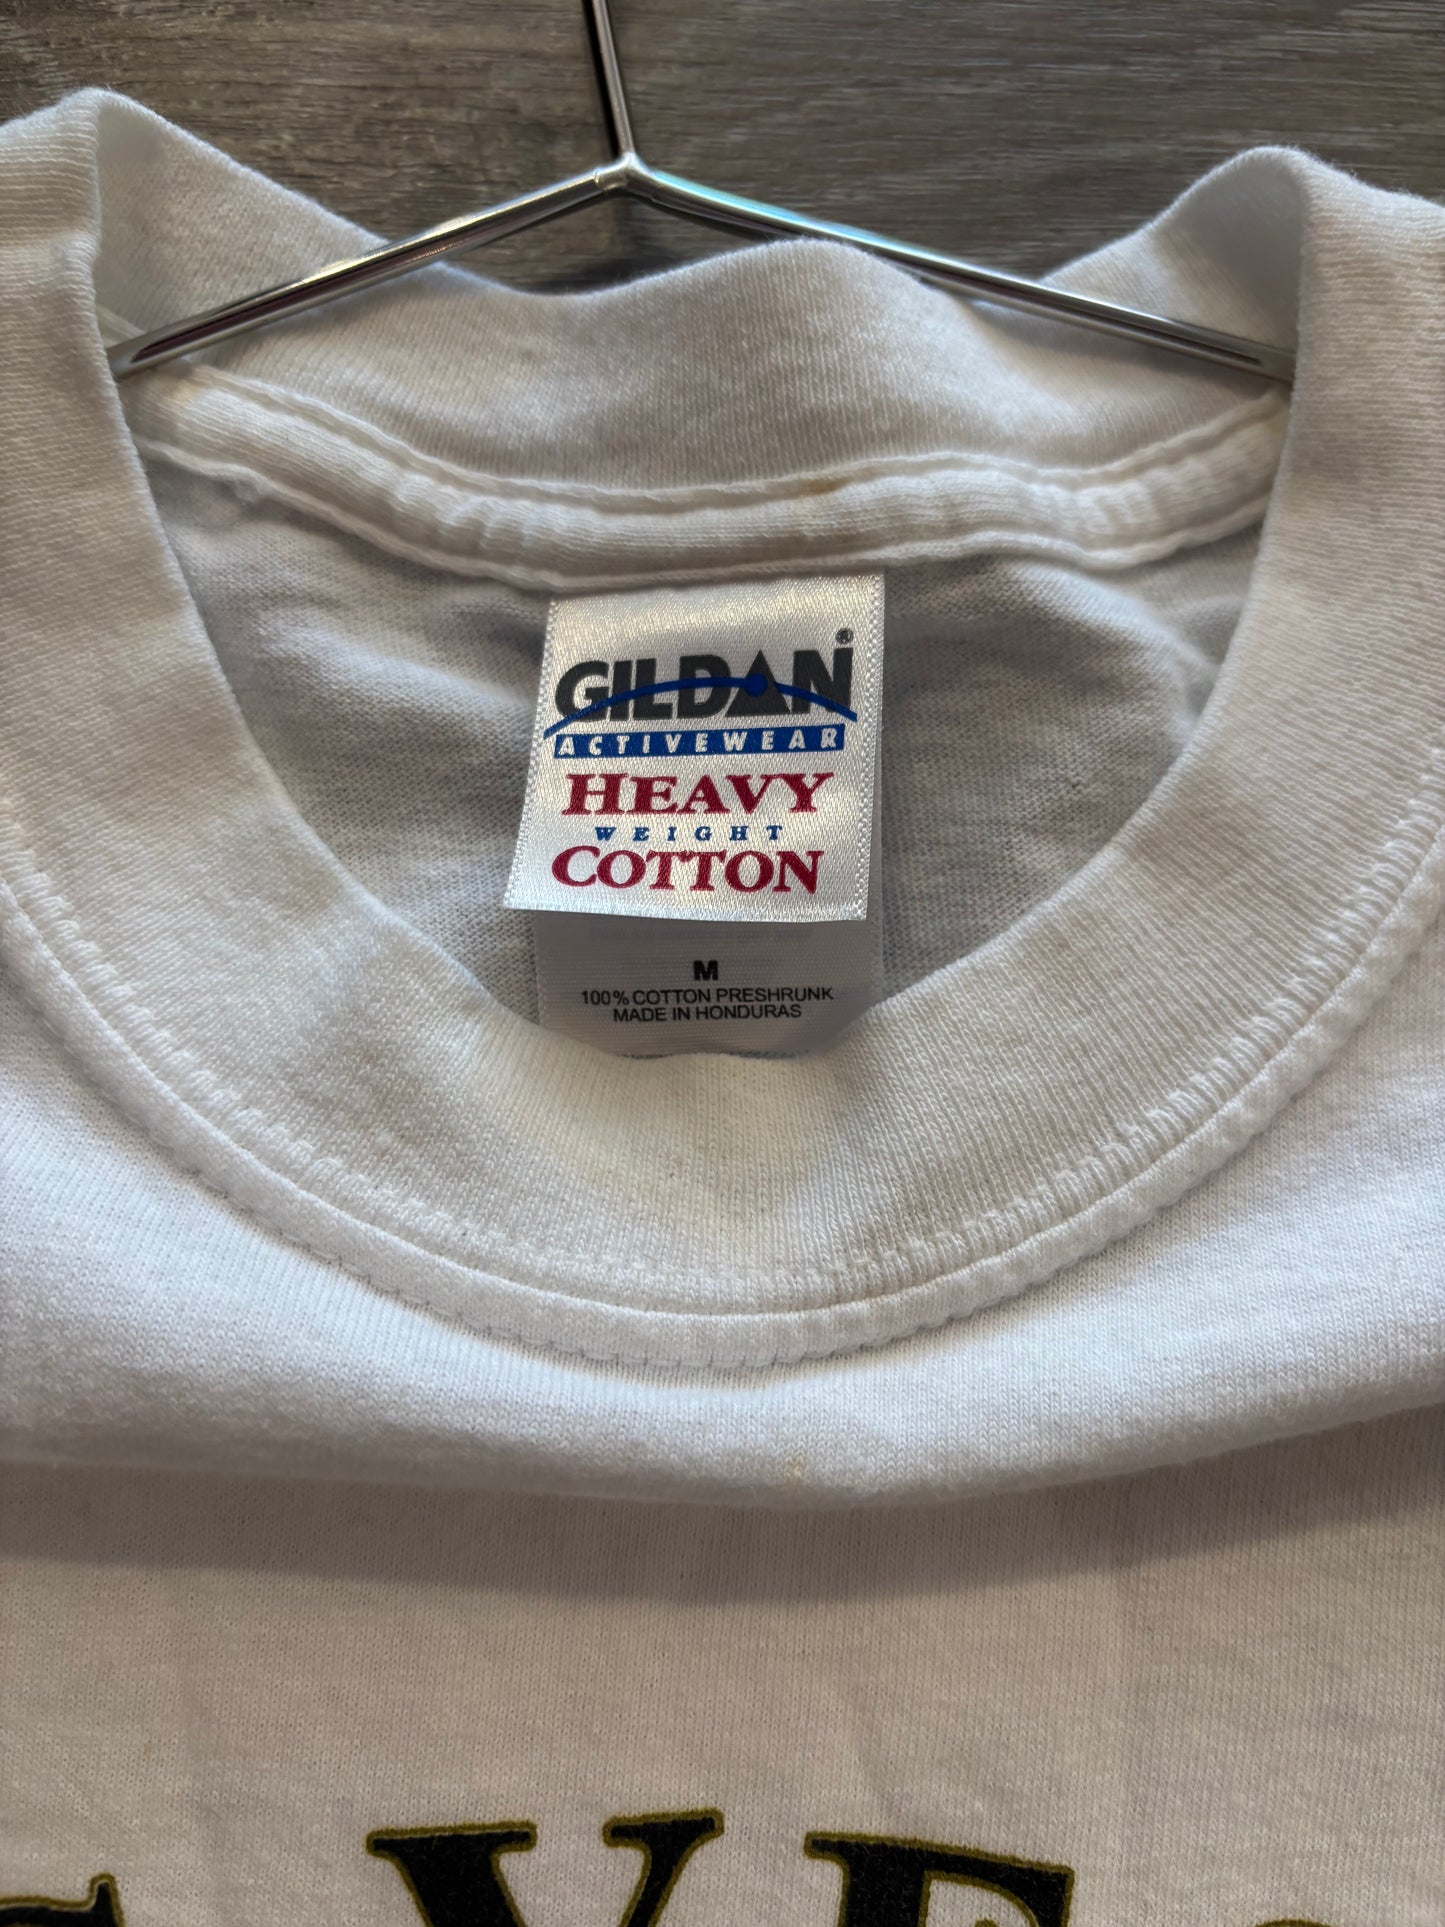 GILDAN®
ACTIVEWEAR
HEAVY
WEIGHT
COTTON
M
100% COTTON PRESHRUNK
MADE IN HONDURAS